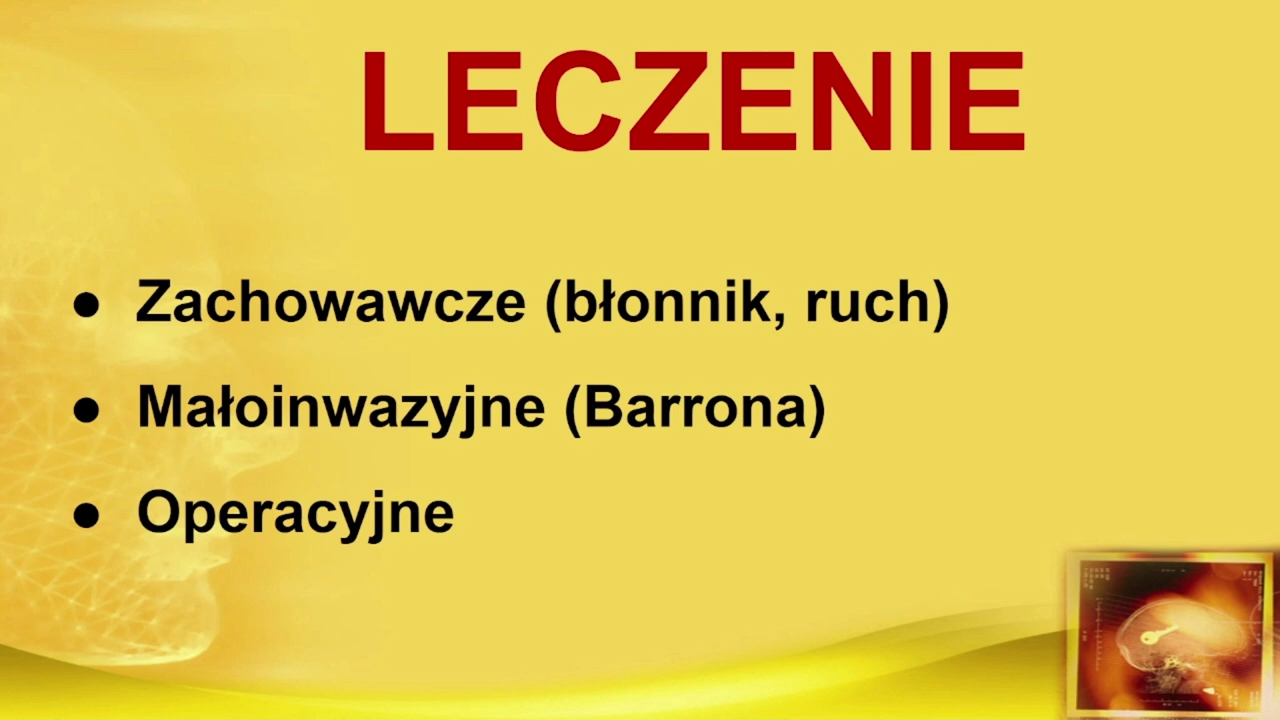 LECZENIE
● Zachowawcze (błonnik, ruch)
● Małoinwazyjne (Barrona)
● Operacyjne